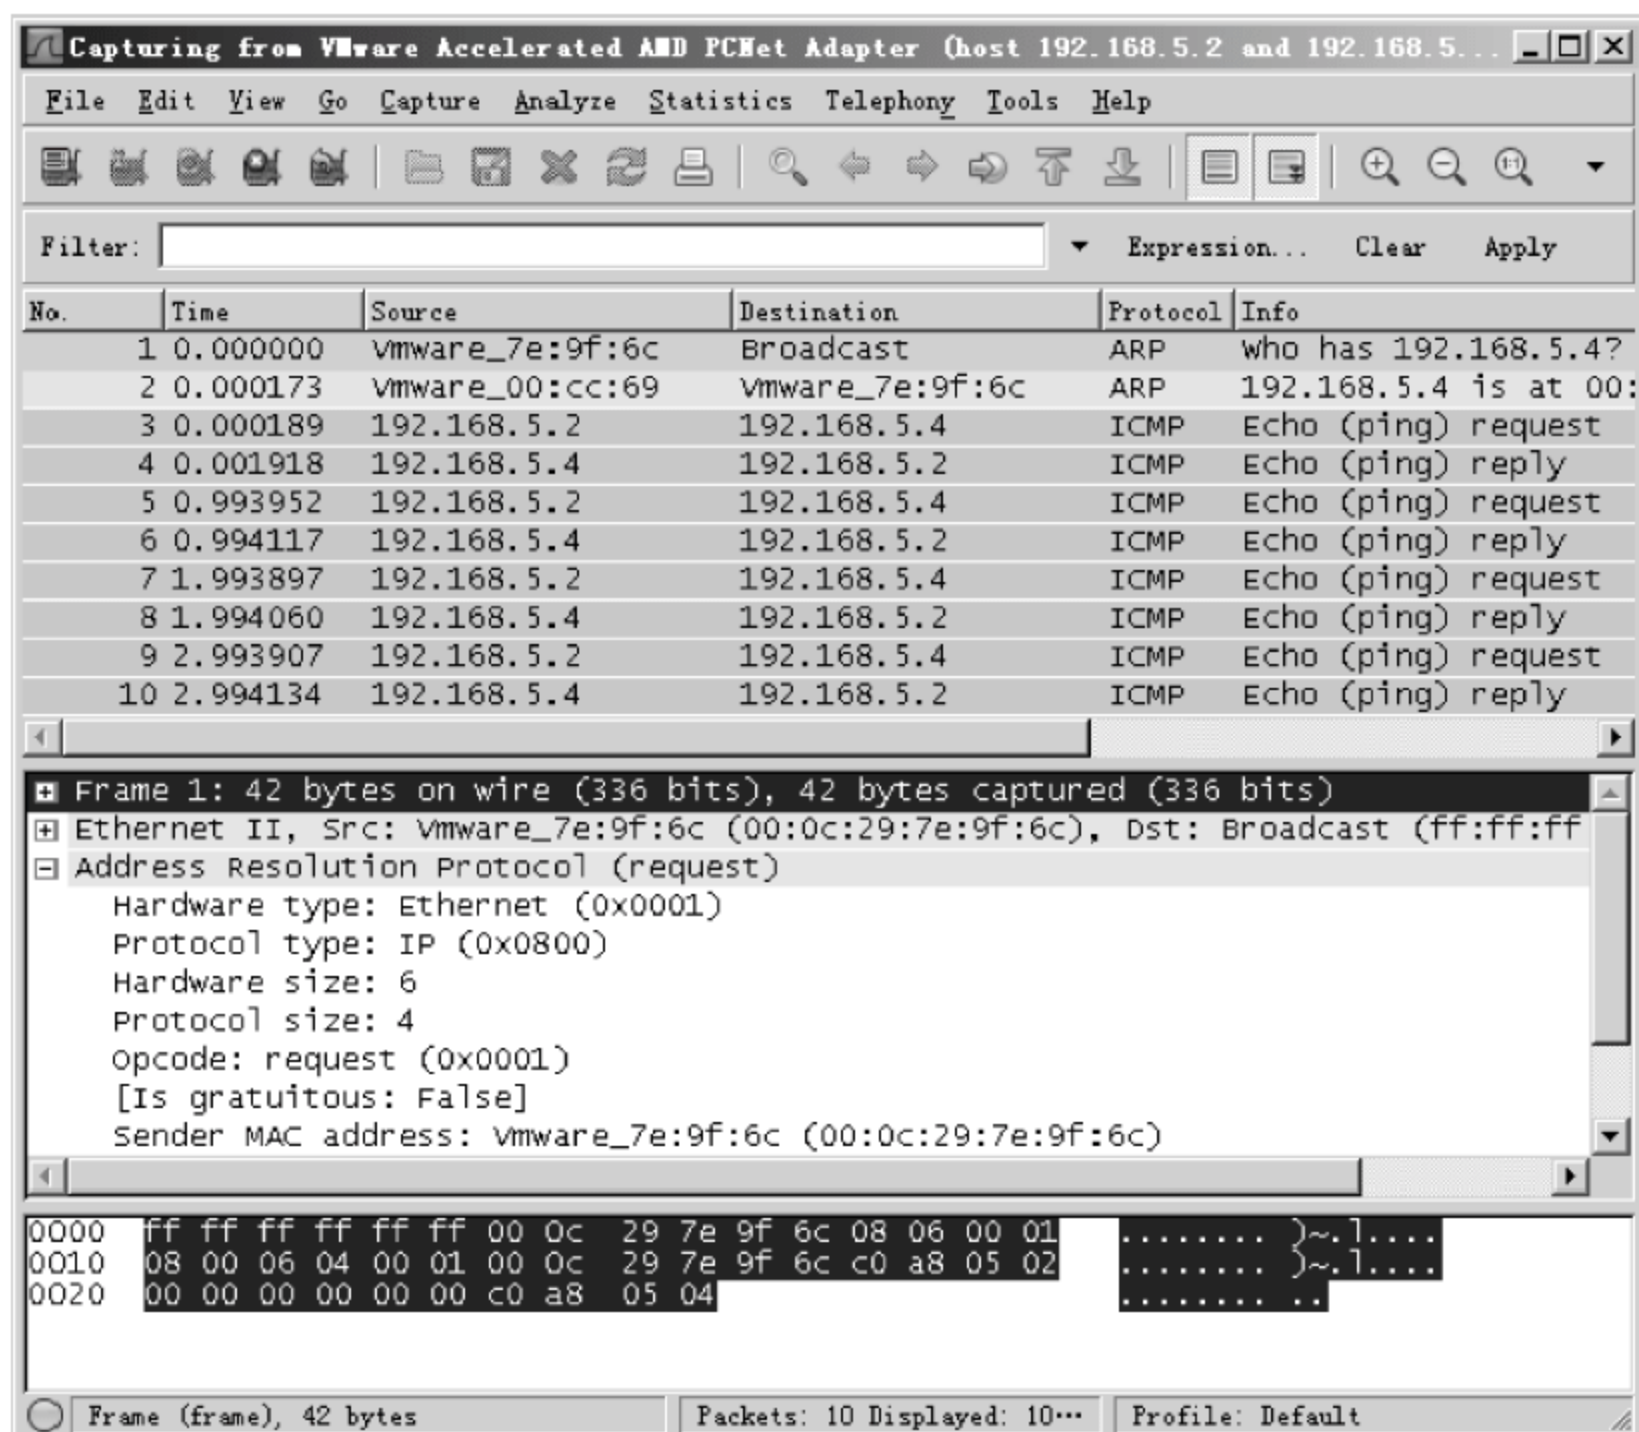 Capturing from VMware Accelerated AMD PCNet Adapter (host 192.168.5.2 and 192.168.5...
File Edit View Go Capture Analyze Statistics Telephony Tools Help
Filter: Expression... Clear Apply
No. Time Source Destination Protocol Info
1 0.000000 Vmware_7e:9f:6c Broadcast ARP who has 192.168.5.4?
2 0.000173 Vmware_00:cc:69 Vmware_7e:9f:6c ARP 192.168.5.4 is at 00:
3 0.000189 192.168.5.2 192.168.5.4 ICMP Echo (ping) request
4 0.001918 192.168.5.4 192.168.5.2 ICMP Echo (ping) reply
5 0.993952 192.168.5.2 192.168.5.4 ICMP Echo (ping) request
6 0.994117 192.168.5.4 192.168.5.2 ICMP Echo (ping) reply
7 1.993897 192.168.5.2 192.168.5.4 ICMP Echo (ping) request
8 1.994060 192.168.5.4 192.168.5.2 ICMP Echo (ping) reply
9 2.993907 192.168.5.2 192.168.5.4 ICMP Echo (ping) request
10 2.994134 192.168.5.4 192.168.5.2 ICMP Echo (ping) reply
Frame 1: 42 bytes on wire (336 bits), 42 bytes captured (336 bits)
Ethernet II, Src: Vmware_7e:9f:6c (00:0c:29:7e:9f:6c), Dst: Broadcast (ff:ff:ff
Address Resolution Protocol (request)
Hardware type: Ethernet (0x0001)
Protocol type: IP (0x0800)
Hardware size: 6
Protocol size: 4
Opcode: request (0x0001)
[Is gratuitous: False]
Sender MAC address: Vmware_7e:9f:6c (00:0c:29:7e:9f:6c)
0000 ff ff ff ff ff ff 00 0c 29 7e 9f 6c 08 06 00 01 ........ )~.l....
0010 08 00 06 04 00 01 00 0c 29 7e 9f 6c c0 a8 05 02 ........ )~.l....
0020 00 00 00 00 00 00 c0 a8 05 04 ........ ..
Frame (frame), 42 bytes Packets: 10 Displayed: 10... Profile: Default